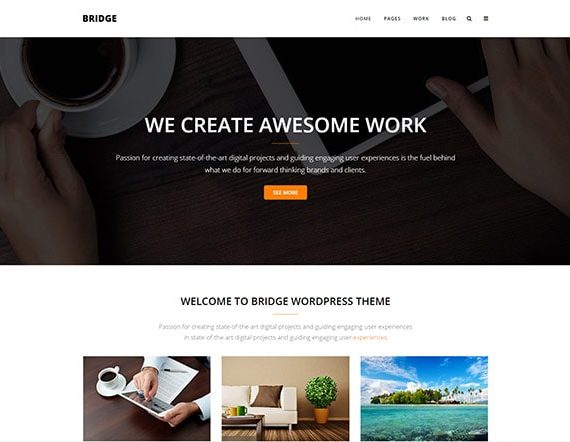 BRIDGE
HOME PAGES WORK BLOG
WE CREATE AWESOME WORK
Passion for creating state-of-the-art digital projects and guiding engaging user experiences is the fuel behind
what we do for forward thinking brands and clients.
SEE MORE
WELCOME TO BRIDGE WORDPRESS THEME
Passion for creating state-of-the-art digital projects and guiding engaging user experiences
in state-of-the-art digital projects and guiding engaging user experiences.